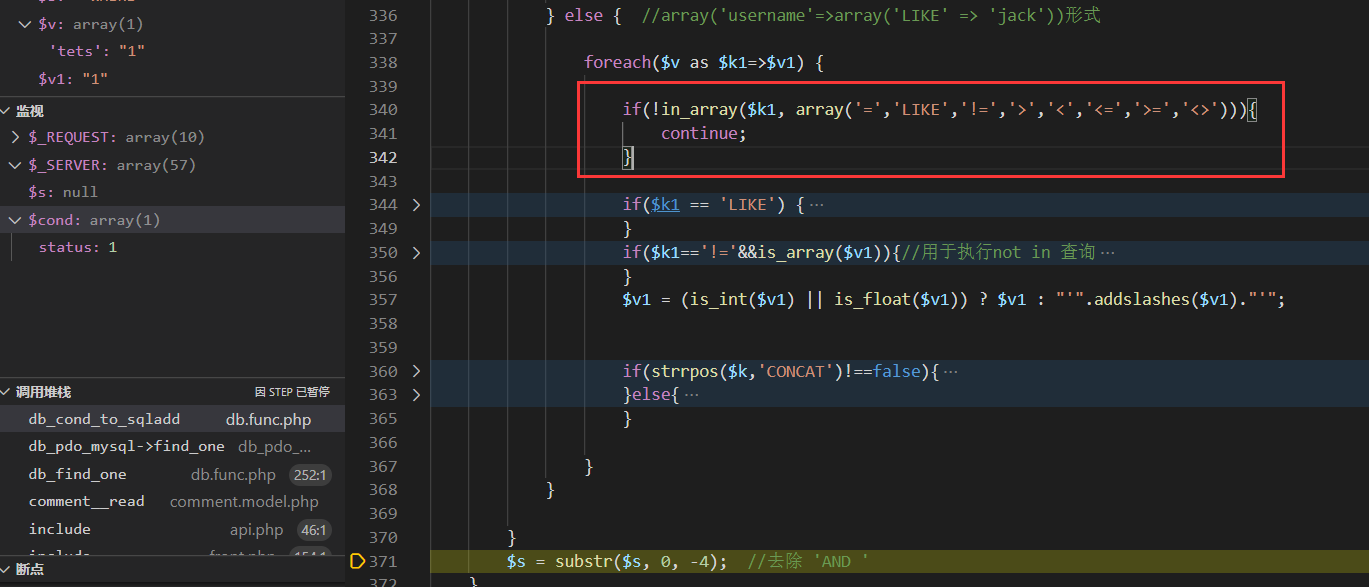 $v: array(1)
'tets': "1"
$v1: "1"
监视
$_REQUEST: array(10)
$_SERVER: array(57)
$s: null
$cond: array(1)
status: 1
调用堆栈 因 STEP 已暂停
db_cond_to_sqladd db.func.php
db_pdo_mysql->find_one db_pdo_...
db_find_one db.func.php 252:1
comment__read comment.model.php
include api.php 46:1
断点
336 } else { //array('username'=>array('LIKE' => 'jack'))形式
337
338 foreach($v as $k1=>$v1) {
339
340 if(!in_array($k1, array('=','LIKE','!=','>','<','<=','>=','<>'))){
341 continue;
342 }
343
344 if($k1 == 'LIKE') {···
349 }
350 if($k1=='!='&&is_array($v1)){//用于执行not in 查询···
356 }
357 $v1 = (is_int($v1) || is_float($v1)) ? $v1 : "'".addslashes($v1)."'";
358
359
360 if(strrpos($k,'CONCAT')!==false){···
363 }else{···
365 }
366
367 }
368 }
369
370 }
371 $s = substr($s, 0, -4); //去除 'AND '
372 }